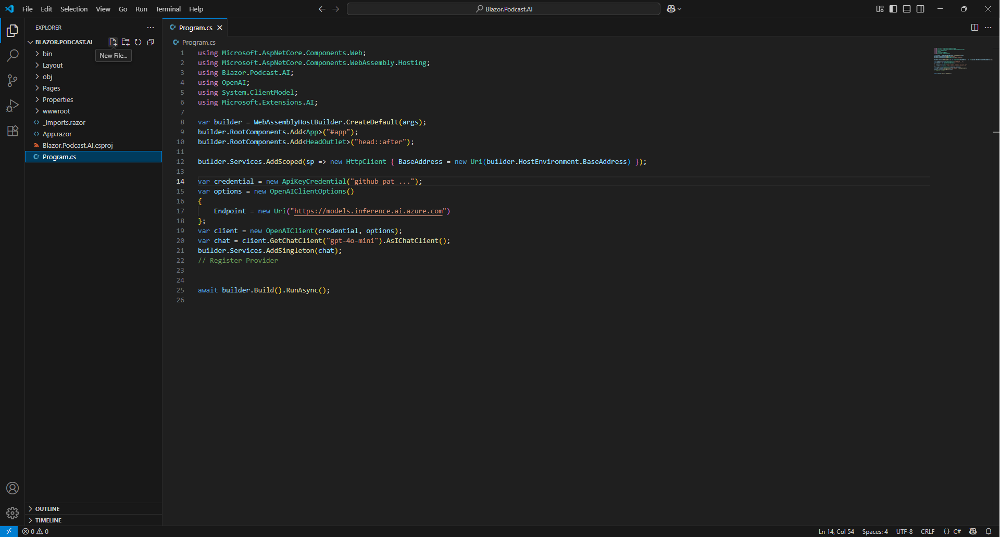 File Edit Selection View Go Run Terminal Help
Blazor.Podcast.AI
EXPLORER
BLAZOR.PODCAST.AI
New File...
bin
Layout
obj
Pages
Properties
wwwroot
_Imports.razor
App.razor
Blazor.Podcast.AI.csproj
Program.cs
OUTLINE
TIMELINE
Program.cs
Program.cs
1 using Microsoft.AspNetCore.Components.Web;
2 using Microsoft.AspNetCore.Components.WebAssembly.Hosting;
3 using Blazor.Podcast.AI;
4 using OpenAI;
5 using System.ClientModel;
6 using Microsoft.Extensions.AI;
7
8 var builder = WebAssemblyHostBuilder.CreateDefault(args);
9 builder.RootComponents.Add<App>("#app");
10 builder.RootComponents.Add<HeadOutlet>("head::after");
11
12 builder.Services.AddScoped(sp => new HttpClient { BaseAddress = new Uri(builder.HostEnvironment.BaseAddress) });
13
14 var credential = new ApiKeyCredential("github_pat_...");
15 var options = new OpenAIClientOptions()
16 {
17     Endpoint = new Uri("https://models.inference.ai.azure.com")
18 };
19 var client = new OpenAIClient(credential, options);
20 var chat = client.GetChatClient("gpt-4o-mini").AsIChatClient();
21 builder.Services.AddSingleton(chat);
22 // Register Provider
23
24
25 await builder.Build().RunAsync();
26
0 0
Ln 14, Col 54 Spaces: 4 UTF-8 CRLF {} C#